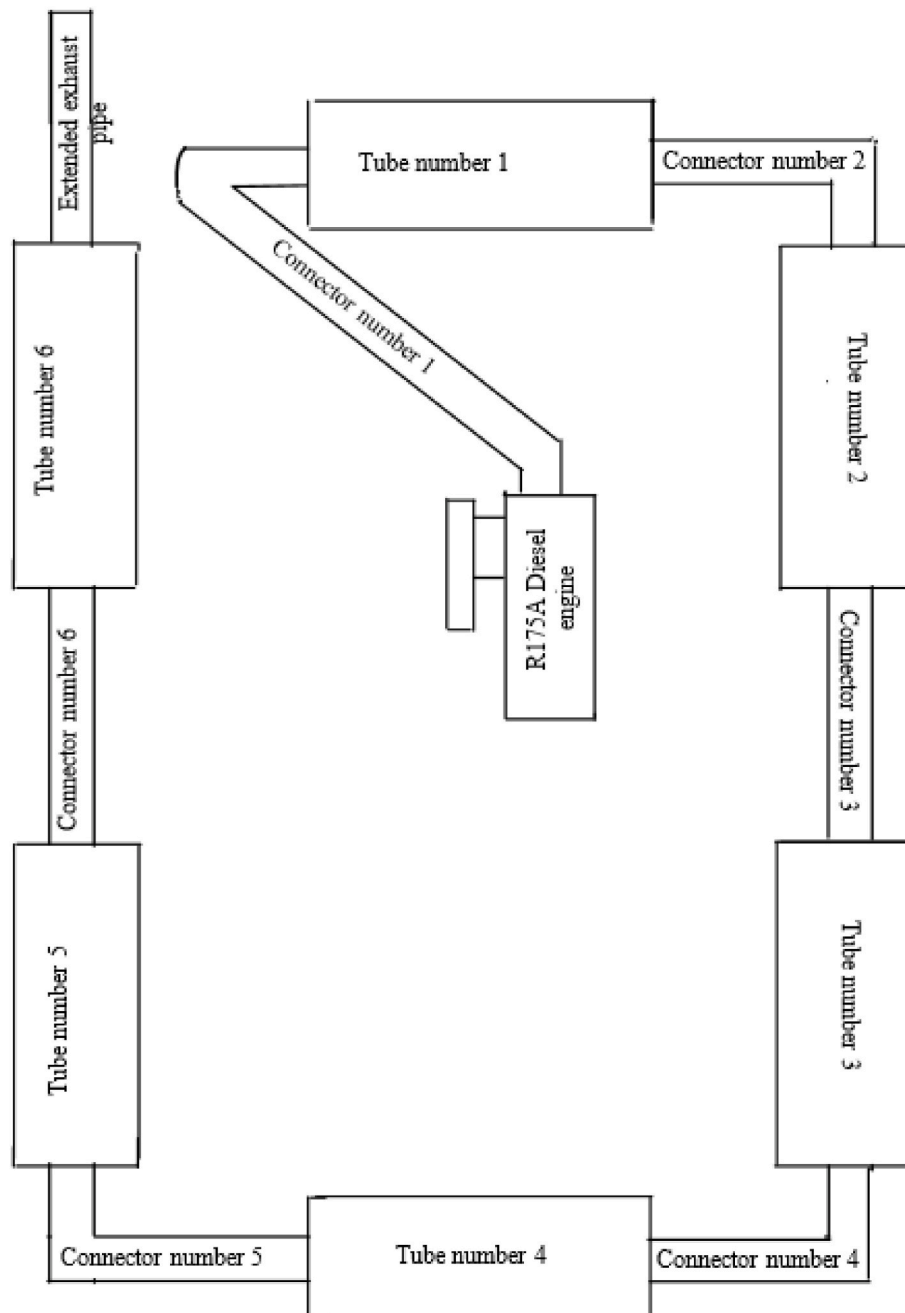 Extended exhaust
pipe
Tube number 1
Connector number 2
Connector number 1
Tube number 6
Tube number 2
R175A Diesel
engine
Connector number 6
Connector number 3
Tube number 5
Tube number 3
Connector number 5
Tube number 4
Connector number 4